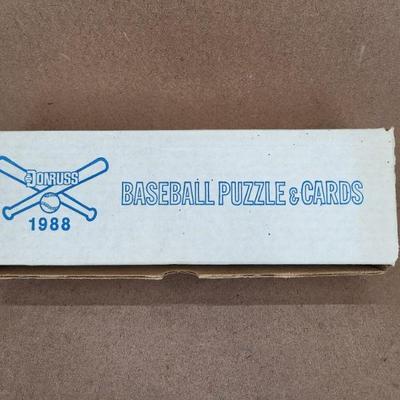 DONRUSS
1988
BASEBALL PUZZLE & CARDS